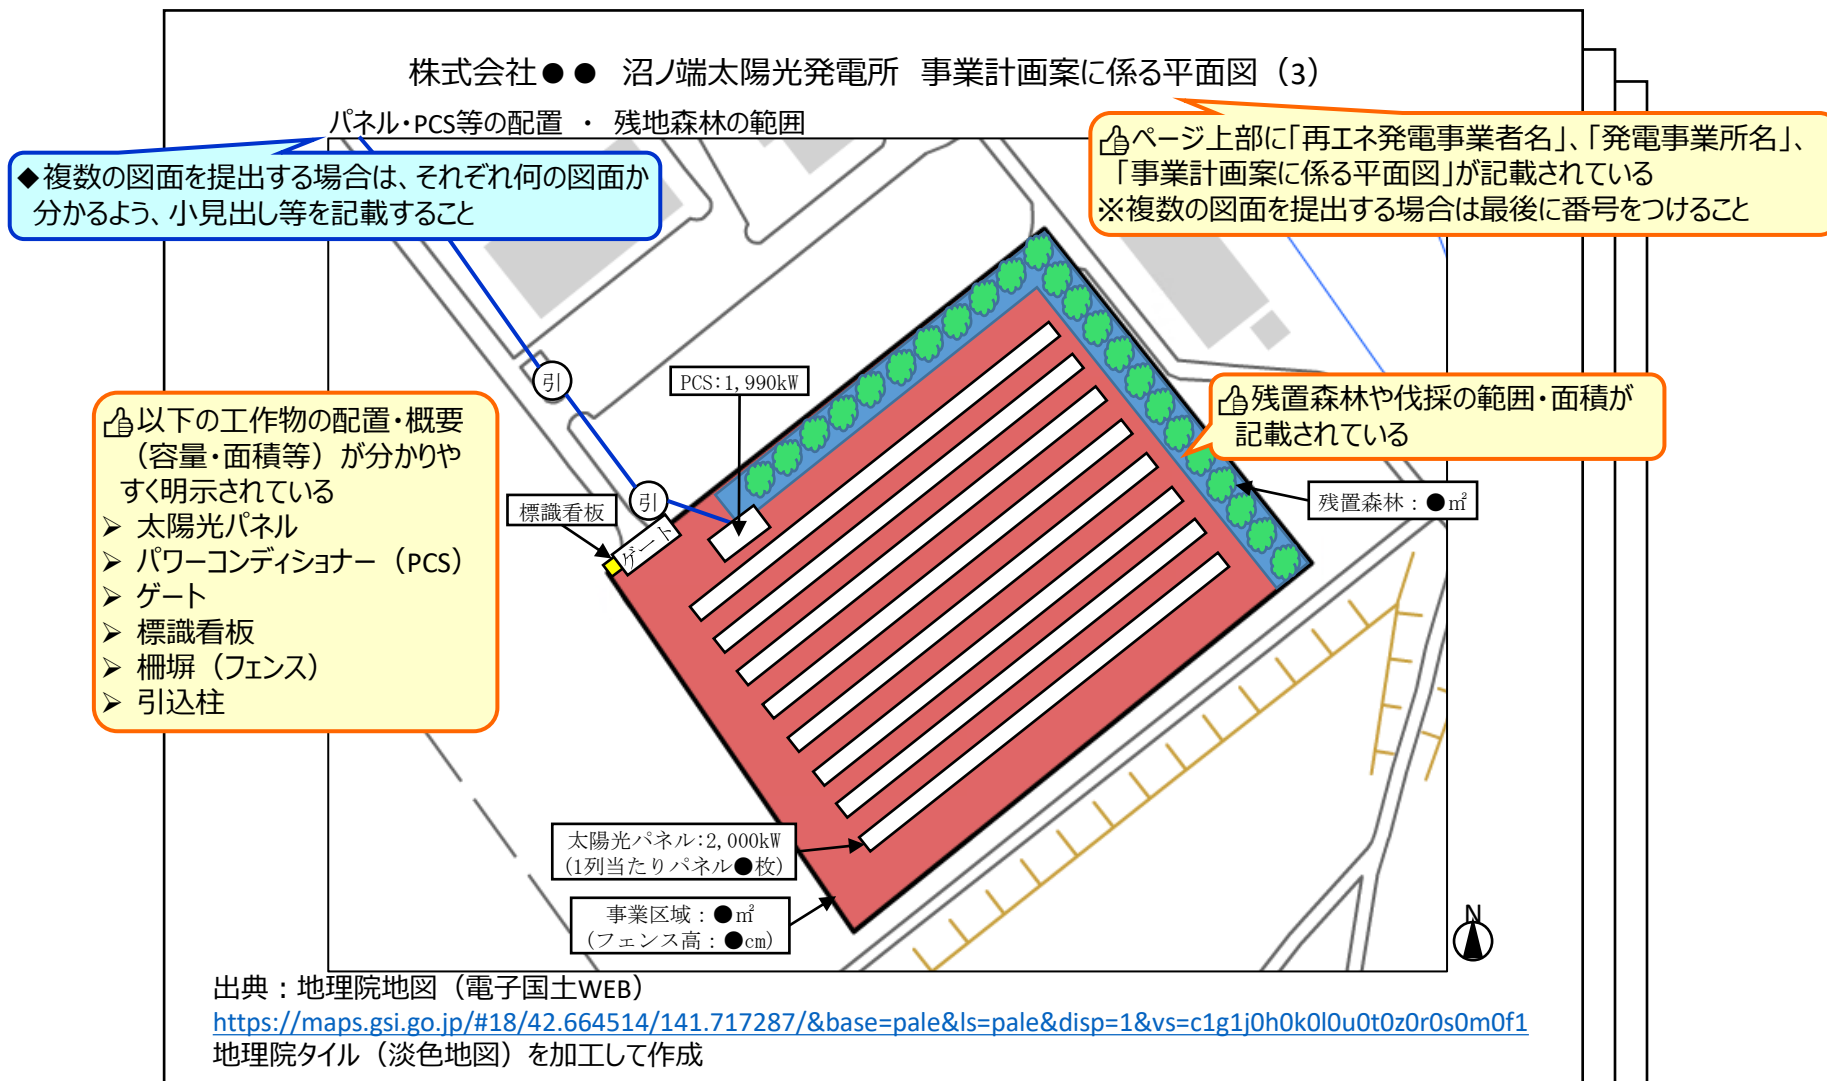 株式会社●● 沼ノ端太陽光発電所 事業計画案に係る平面図（3）
パネル・PCS等の配置 ・ 残地森林の範囲
◆複数の図面を提出する場合は、それぞれ何の図面か
分かるよう、小見出し等を記載すること
ページ上部に「再エネ発電事業者名」、「発電事業所名」、
「事業計画案に係る平面図」が記載されている
※複数の図面を提出する場合は最後に番号をつけること
以下の工作物の配置・概要
（容量・面積等）が分かりや
すく明示されている
➢ 太陽光パネル
➢ パワーコンディショナー（PCS）
➢ ゲート
➢ 標識看板
➢ 柵塀（フェンス）
➢ 引込柱
引
引
PCS:1,990kW
標識看板
ゲート
残置森林や伐採の範囲・面積が
記載されている
残置森林：●㎡
太陽光パネル:2,000kW
(1列当たりパネル●枚)
事業区域：●㎡
(フェンス高：●cm)
N
出典：地理院地図（電子国土WEB）
https://maps.gsi.go.jp/#18/42.664514/141.717287/&base=pale&ls=pale&disp=1&vs=c1g1j0h0k0l0u0t0z0r0s0m0f1
地理院タイル（淡色地図）を加工して作成